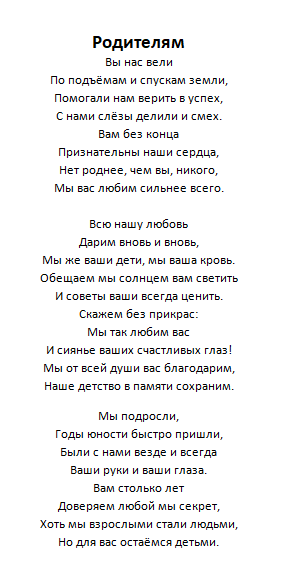 Родителям
Вы нас вели
По подъёмам и спускам земли,
Помогали нам верить в успех,
С нами слёзы делили и смех.
Вам без конца
Признательны наши сердца,
Нет роднее, чем вы, никого,
Мы вас любим сильнее всего.
Всю нашу любовь
Дарим вновь и вновь,
Мы же ваши дети, мы ваша кровь.
Обещаем мы солнцем вам светить
И советы ваши всегда ценить.
Скажем без прикрас:
Мы так любим вас
И сиянье ваших счастливых глаз!
Мы от всей души вас благодарим,
Наше детство в памяти сохраним.
Мы подросли,
Годы юности быстро пришли,
Были с нами везде и всегда
Ваши руки и ваши глаза.
Вам столько лет
Доверяем любой мы секрет,
Хоть мы взрослыми стали людьми,
Но для вас остаёмся детьми.